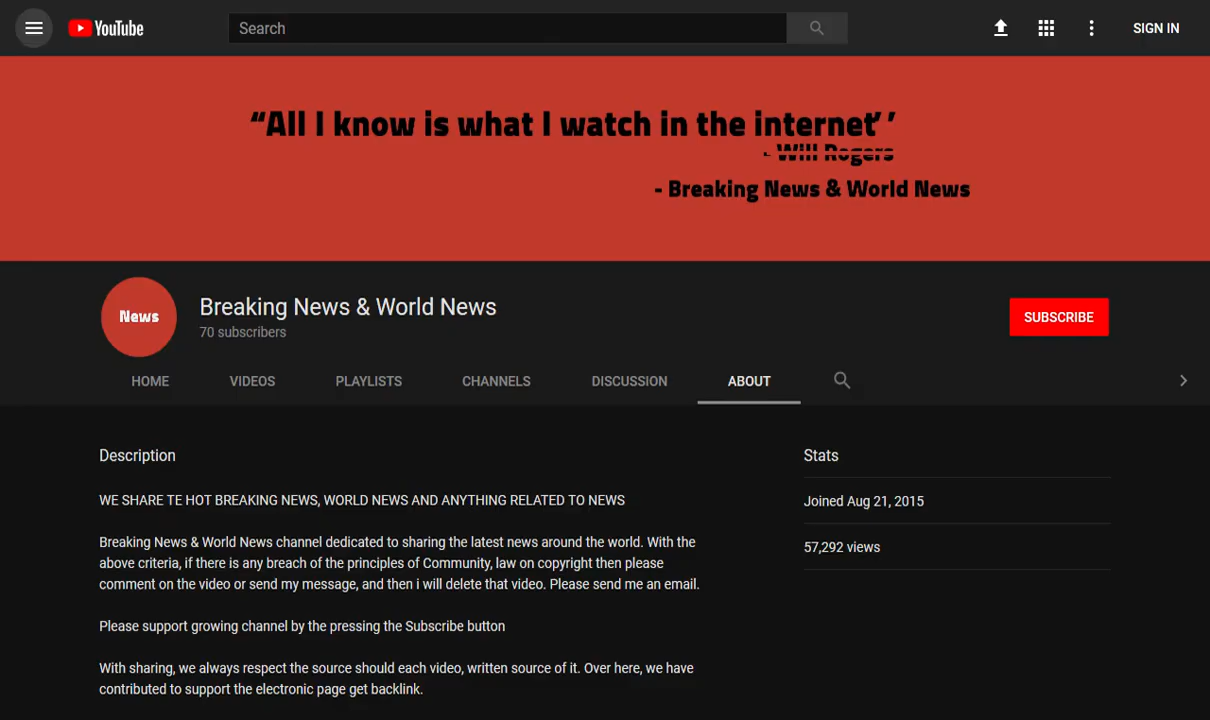 YouTube
Search
SIGN IN
“All I know is what I watch in the internet’’
- Will Rogers
- Breaking News & World News
News
Breaking News & World News
70 subscribers
SUBSCRIBE
HOME VIDEOS PLAYLISTS CHANNELS DISCUSSION ABOUT
Description
WE SHARE TE HOT BREAKING NEWS, WORLD NEWS AND ANYTHING RELATED TO NEWS
Breaking News & World News channel dedicated to sharing the latest news around the world. With the
above criteria, if there is any breach of the principles of Community, law on copyright then please
comment on the video or send my message, and then i will delete that video. Please send me an email.
Please support growing channel by the pressing the Subscribe button
With sharing, we always respect the source should each video, written source of it. Over here, we have
contributed to support the electronic page get backlink.
Stats
Joined Aug 21, 2015
57,292 views